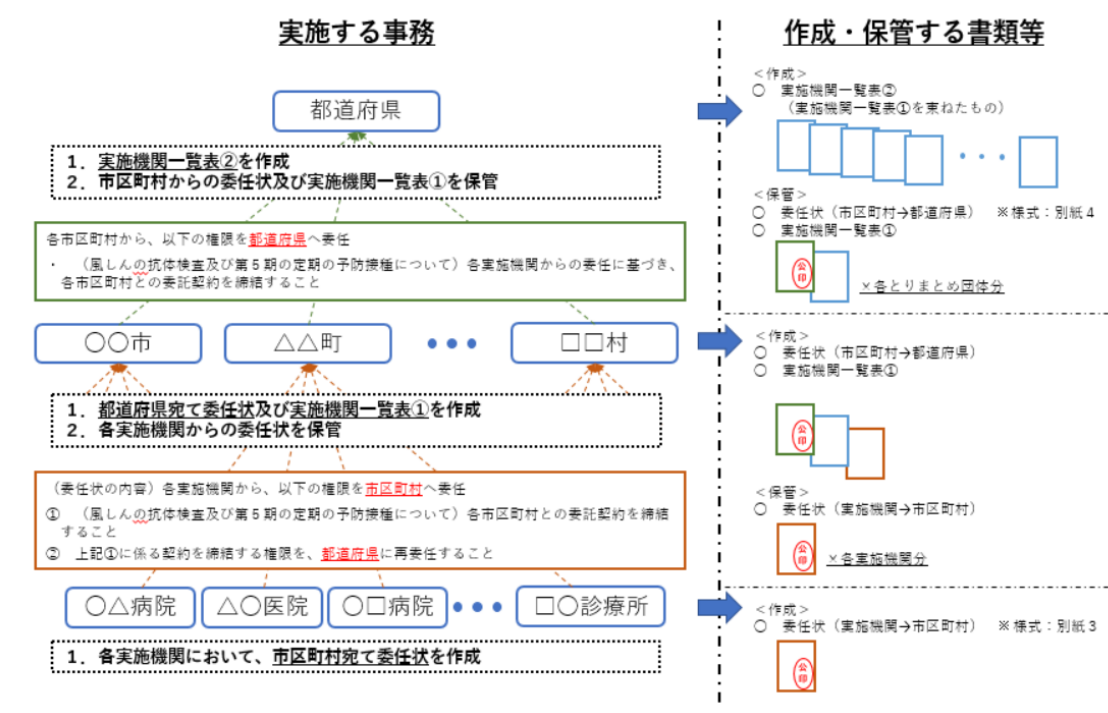 実施する事務
都道府県
1．実施機関一覧表②を作成
2．市区町村からの委任状及び実施機関一覧表①を保管
各市区町村から、以下の権限を都道府県へ委任
・　（風しんの抗体検査及び第５期の定期の予防接種について）各実施機関からの委任に基づき、
各市区町村との委託契約を締結すること
〇〇市
△△町
●●●
□□村
1．都道府県宛て委任状及び実施機関一覧表①を作成
2．各実施機関からの委任状を保管
（委任状の内容）各実施機関から、以下の権限を市区町村へ委任
①　（風しんの抗体検査及び第５期の定期の予防接種について）各市区町村との委託契約を締結
すること
②　上記①に係る契約を締結する権限を、都道府県に再委任すること
〇△病院
△〇医院
〇□病院
●●●
□〇診療所
1．各実施機関において、市区町村宛て委任状を作成
作成・保管する書類等
＜作成＞
〇　実施機関一覧表②
（実施機関一覧表①を束ねたもの）
・・・
＜保管＞
〇　委任状（市区町村→都道府県）　※様式：別紙４
〇　実施機関一覧表①
公印
×各とりまとめ団体分
＜作成＞
〇　委任状（市区町村→都道府県）
〇　実施機関一覧表①
公印
＜保管＞
〇　委任状（実施機関→市区町村）
公印
×各実施機関分
＜作成＞
〇　委任状（実施機関→市区町村）　※様式：別紙３
公印